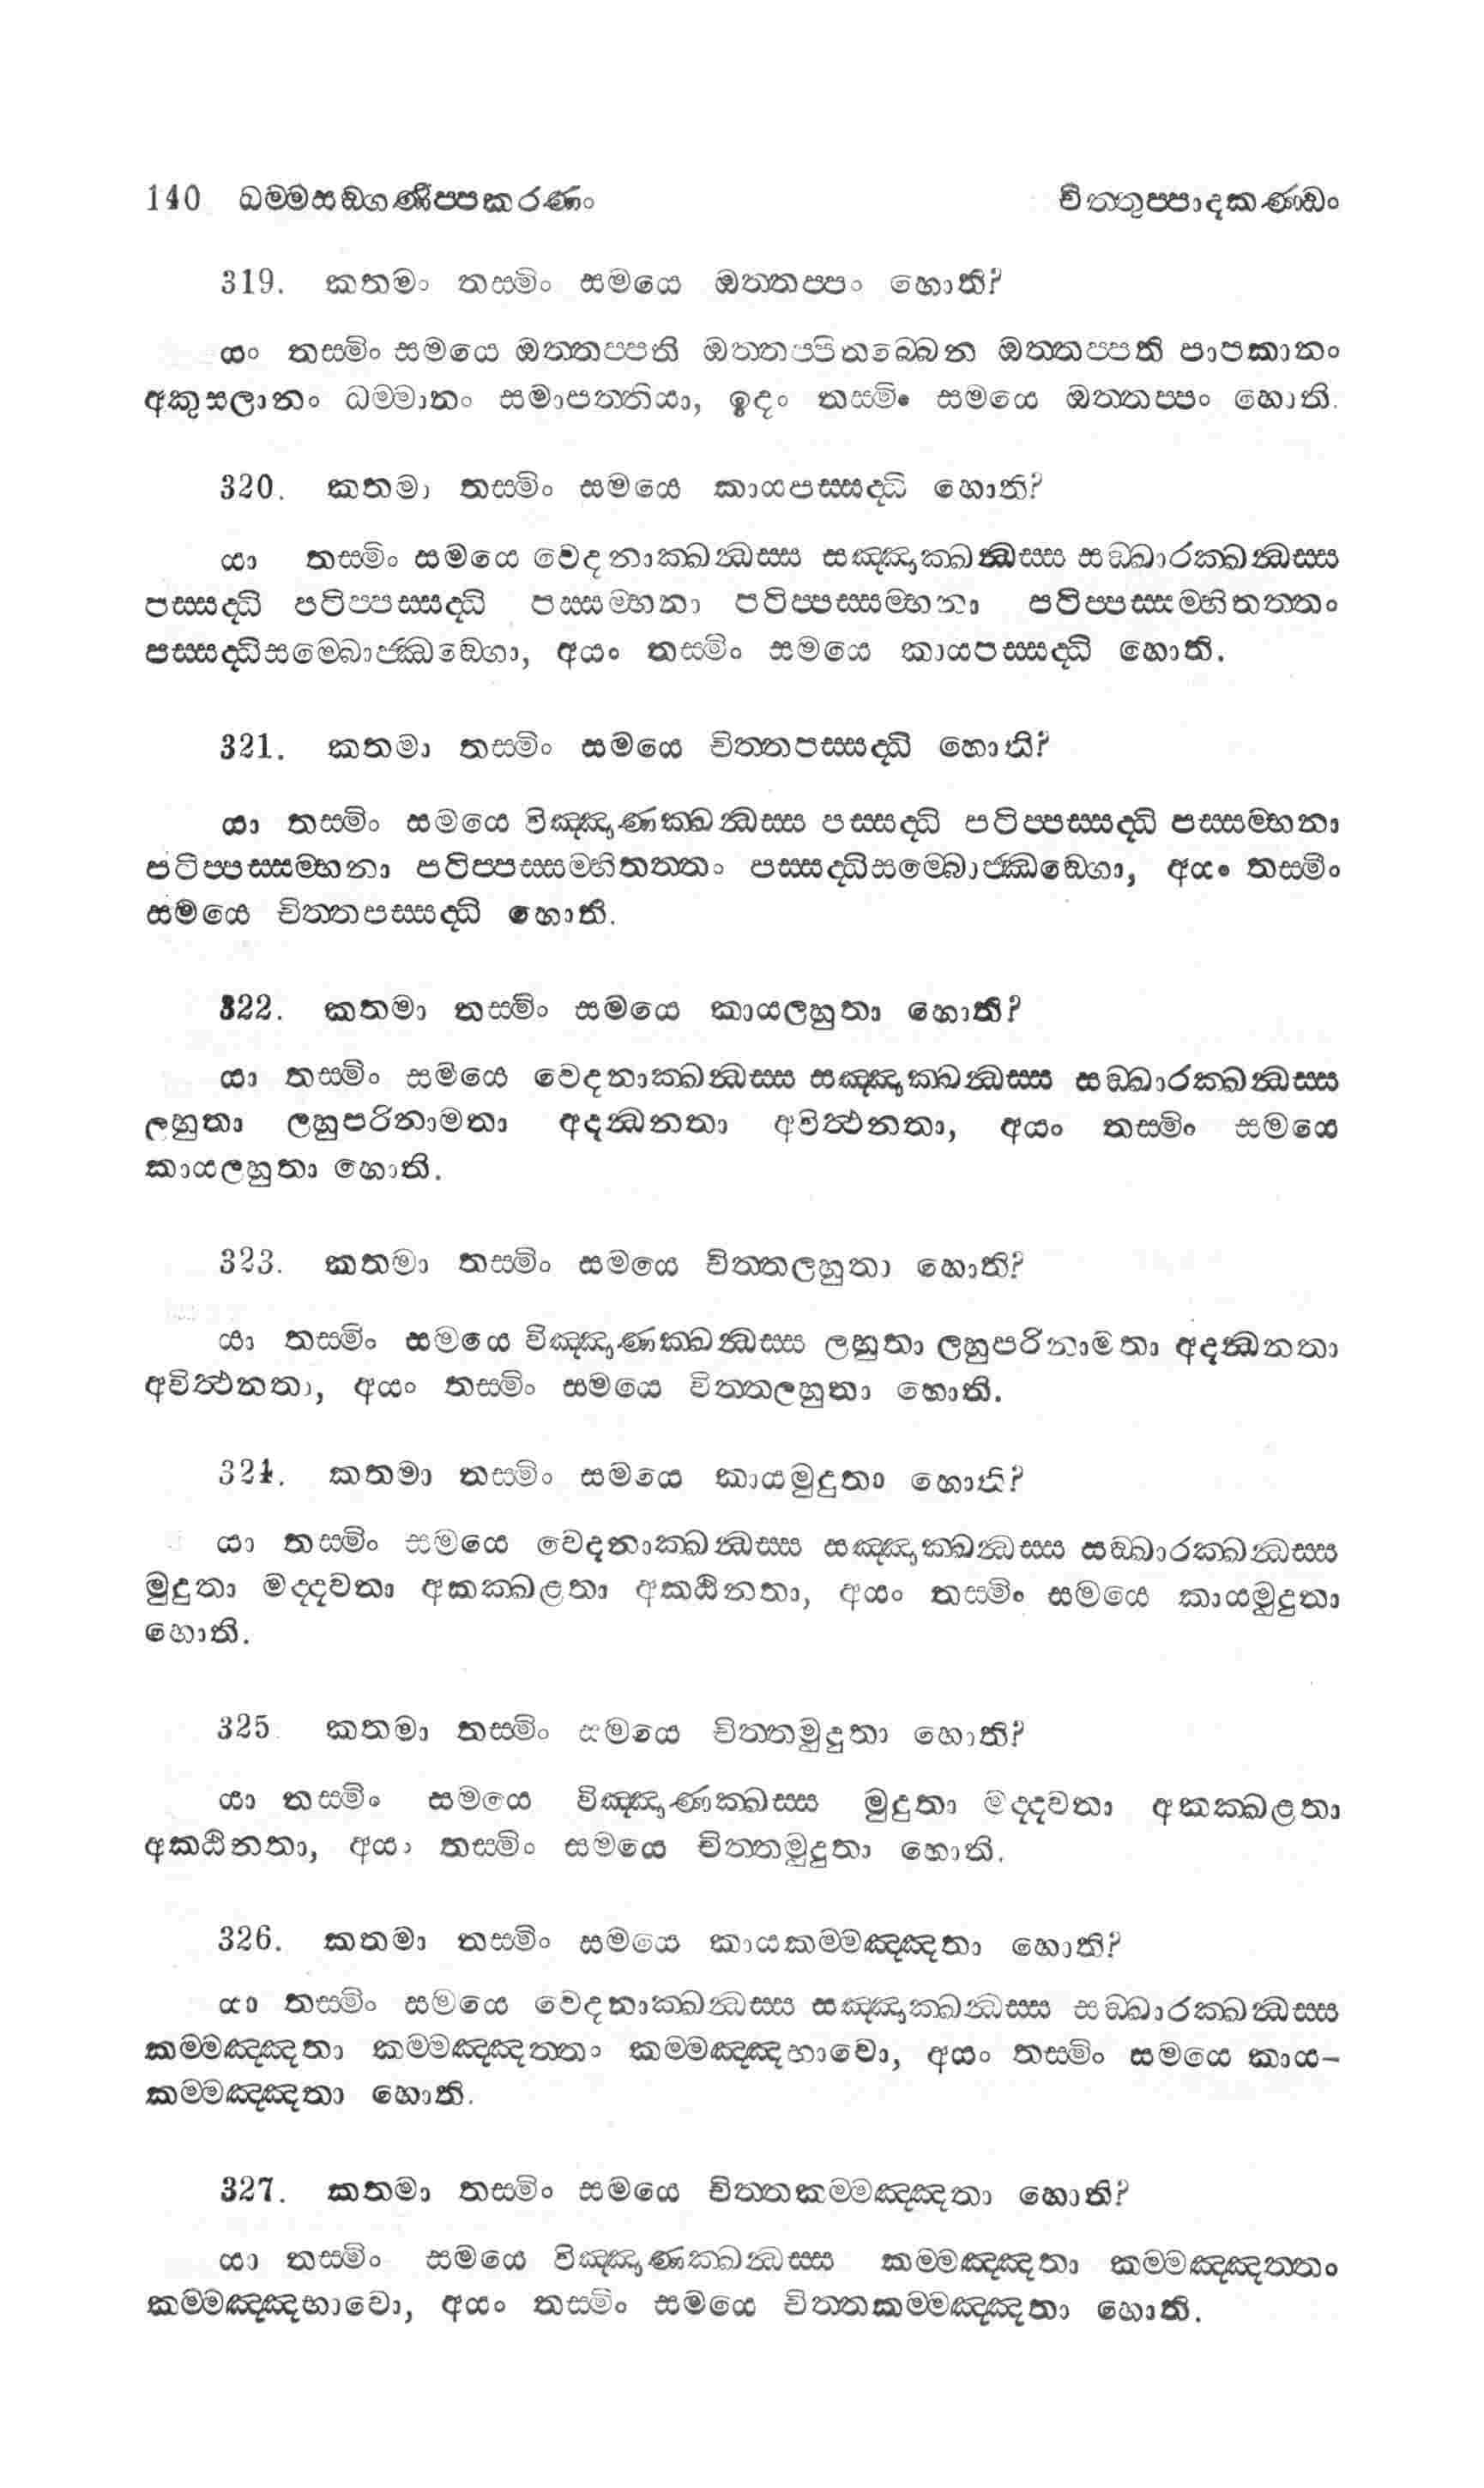 140 ධම්මසඞ්ගණිප්පකරණං චිත්තුප්පාදකණ්ඩං
319. කතමං තස්මිං සමයෙ ඔත්තප්පං හොති?
යං තස්මිං සමයෙ ඔත්තප්පති ඔත්තප්පිතබ්බෙන ඔත්තප්පති පාපකානං
අකුසලානං ධම්මානං සමාපත්තියා, ඉදං තස්මිං සමයෙ ඔත්තප්පං හොති.
320. කතමා තස්මිං සමයෙ කායපස්සද්ධි හොති?
යා තස්මිං සමයෙ වෙදනාක්ඛන්ධස්ස සඤ්ඤාක්ඛන්ධස්ස සඞ්ඛාරක්ඛන්ධස්ස
පස්සද්ධි පටිප්පස්සද්ධි පස්සම්භනා පටිප්පස්සම්භනා පටිප්පස්සම්භිතත්තං
පස්සද්ධිසම්බොජ්ඣඞ්ගො, අයං තස්මිං සමයෙ කායපස්සද්ධි හොති.
321. කතමා තස්මිං සමයෙ චිත්තපස්සද්ධි හොති?
යා තස්මිං සමයෙ විඤ්ඤාණක්ඛන්ධස්ස පස්සද්ධි පටිප්පස්සද්ධි පස්සම්භනා
පටිප්පස්සම්භනා පටිප්පස්සම්භිතත්තං පස්සද්ධිසම්බොජ්ඣඞ්ගො, අයං තස්මිං
සමයෙ චිත්තපස්සද්ධි හොති.
322. කතමා තස්මිං සමයෙ කායලහුතා හොති?
යා තස්මිං සමයෙ වෙදනාක්ඛන්ධස්ස සඤ්ඤාක්ඛන්ධස්ස සඞ්ඛාරක්ඛන්ධස්ස
ලහුතා ලහුපරිනාමතා අදන්ධනතා අවිත්ථනතා, අයං තස්මිං සමයෙ
කායලහුතා හොති.
323. කතමා තස්මිං සමයෙ චිත්තලහුතා හොති?
යා තස්මිං සමයෙ විඤ්ඤාණක්ඛන්ධස්ස ලහුතා ලහුපරිනාමතා අදන්ධනතා
අවිත්ථනතා, අයං තස්මිං සමයෙ චිත්තලහුතා හොති.
324. කතමා තස්මිං සමයෙ කායමුදුතා හොති?
යා තස්මිං සමයෙ වෙදනාක්ඛන්ධස්ස සඤ්ඤාක්ඛන්ධස්ස සඞ්ඛාරක්ඛන්ධස්ස
මුදුතා මද්දවතා අකක්ඛළතා අකඨිනතා, අයං තස්මිං සමයෙ කායමුදුතා
හොති.
325. කතමා තස්මිං සමයෙ චිත්තමුදුතා හොති?
යා තස්මිං සමයෙ විඤ්ඤාණක්ඛස්ස මුදුතා මද්දවතා අකක්ඛළතා
අකඨිනතා, අයං තස්මිං සමයෙ චිත්තමුදුතා හොති.
326. කතමා තස්මිං සමයෙ කායකම්මඤ්ඤතා හොති?
යා තස්මිං සමයෙ වෙදනාක්ඛන්ධස්ස සඤ්ඤාක්ඛන්ධස්ස සඞ්ඛාරක්ඛන්ධස්ස
කම්මඤ්ඤතා කම්මඤ්ඤත්තං කම්මඤ්ඤභාවො, අයං තස්මිං සමයෙ කාය-
කම්මඤ්ඤතා හොති.
327. කතමා තස්මිං සමයෙ චිත්තකම්මඤ්ඤතා හොති?
යා තස්මිං සමයෙ විඤ්ඤාණක්ඛන්ධස්ස කම්මඤ්ඤතා කම්මඤ්ඤත්තං
කම්මඤ්ඤභාවො, අයං තස්මිං සමයෙ චිත්තකම්මඤ්ඤතා හොති.